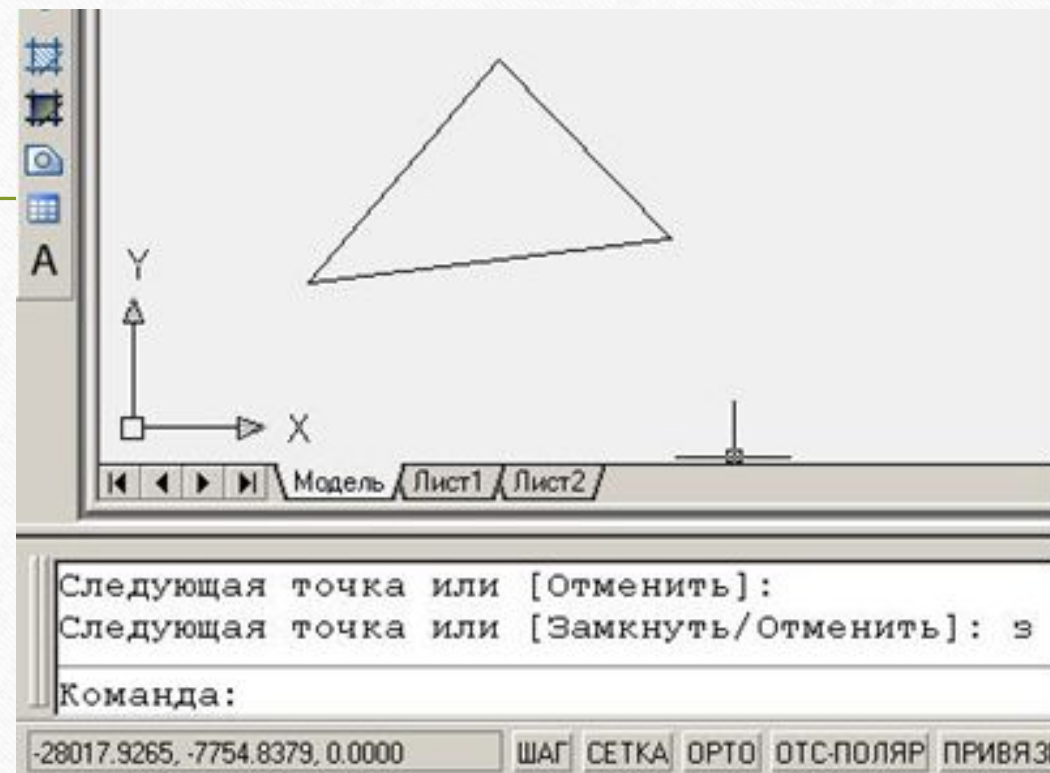 A
Y
X
Модель Лист1 Лист2
Следующая точка или [Отменить]:
Следующая точка или [Замкнуть/Отменить]: з
Команда:
-28017.9265, -7754.8379, 0.0000 ШАГ СЕТКА ОРТО ОТС-ПОЛЯР